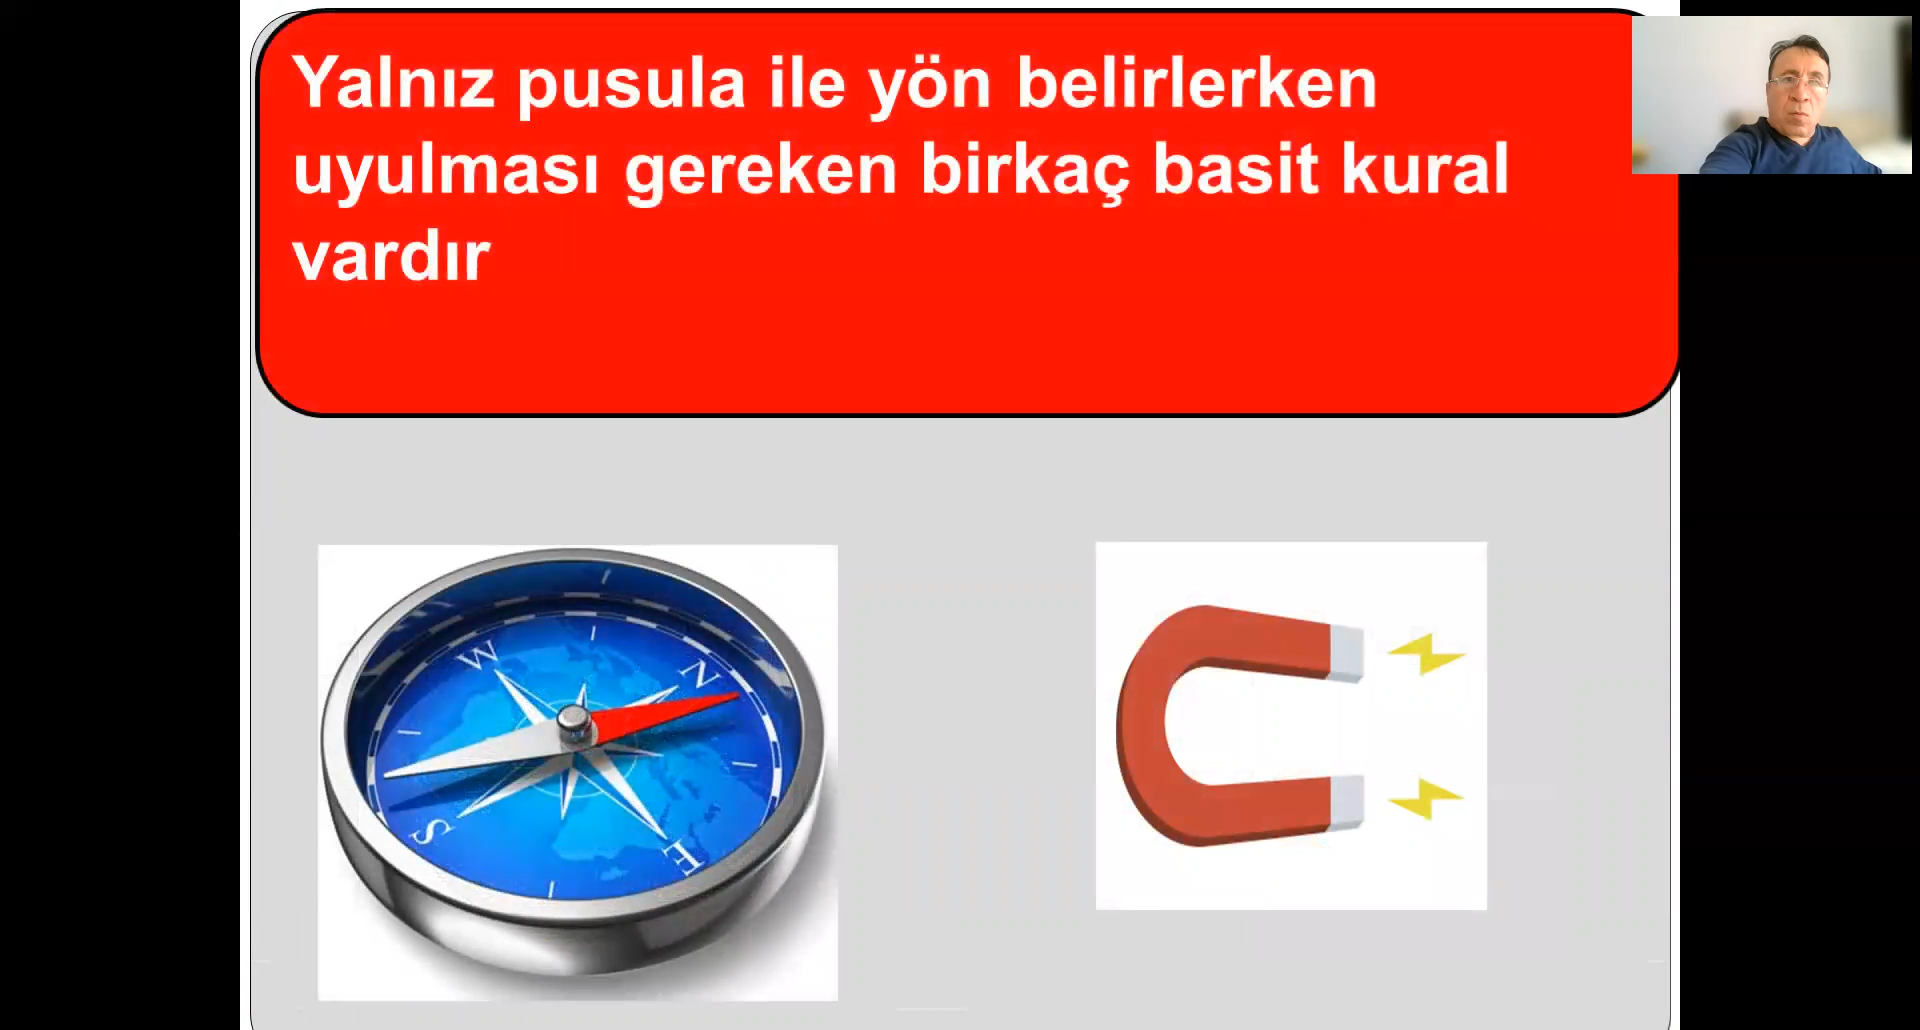 Yalnız pusula ile yön belirlerken
uyulması gereken birkaç basit kural
vardır
W
N
S
E